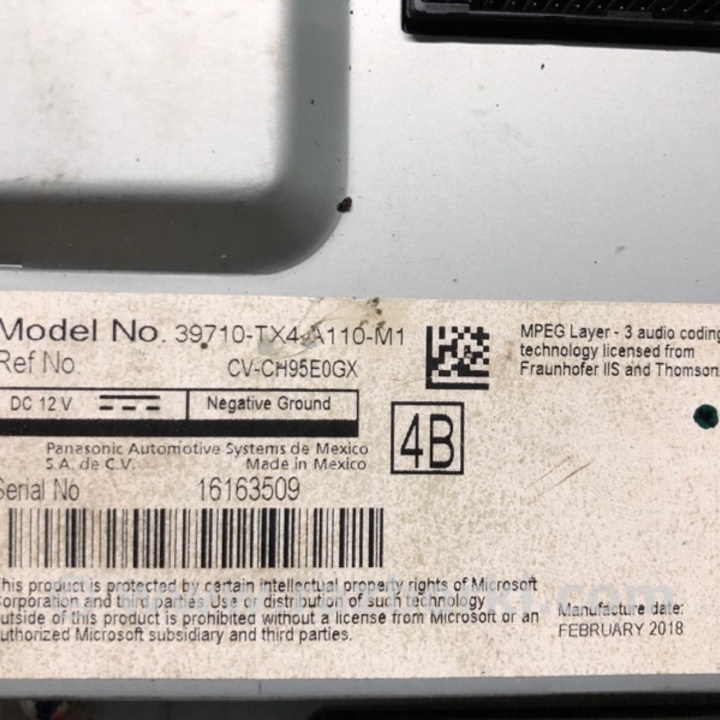 Model No. 39710-TX4-A110-M1
Ref No. CV-CH95E0GX
DC 12 V Negative Ground
Panasonic Automotive Systems de Mexico
S.A. de C.V. Made in Mexico
4B
Serial No 16163509
MPEG Layer - 3 audio coding
technology licensed from
Fraunhofer IIS and Thomson.
This product is protected by certain intellectual property rights of Microsoft
Corporation and third parties. Use or distribution of such technology
outside of this product is prohibited without a license from Microsoft or an
authorized Microsoft subsidiary and third parties.
Manufacture date:
FEBRUARY 2018